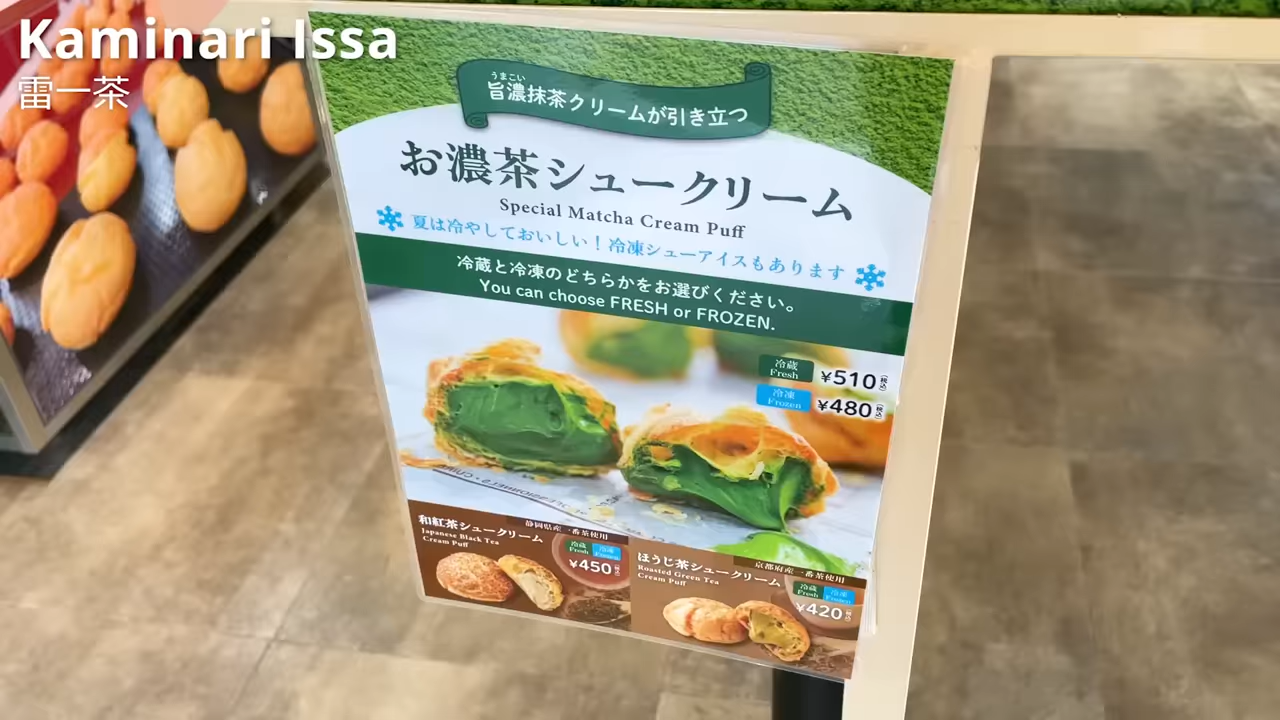 Kaminari Issa
雷一茶
うまこい
旨濃抹茶クリームが引き立つ
お濃茶シュークリーム
Special Matcha Cream Puff
夏は冷やしておいしい!冷凍シューアイスもあります
冷蔵と冷凍のどちらかをお選びください。
You can choose FRESH or FROZEN.
冷蔵
Fresh
¥510(税込)
冷凍
Frozen
¥480(税込)
静岡県産一番茶使用
和紅茶シュークリーム
Japanese Black Tea
Cream Puff
冷蔵
Fresh
冷凍
Frozen
¥450(税込)
京都府産一番茶使用
ほうじ茶シュークリーム
Roasted Green Tea
Cream Puff
冷蔵
Fresh
冷凍
Frozen
¥420(税込)